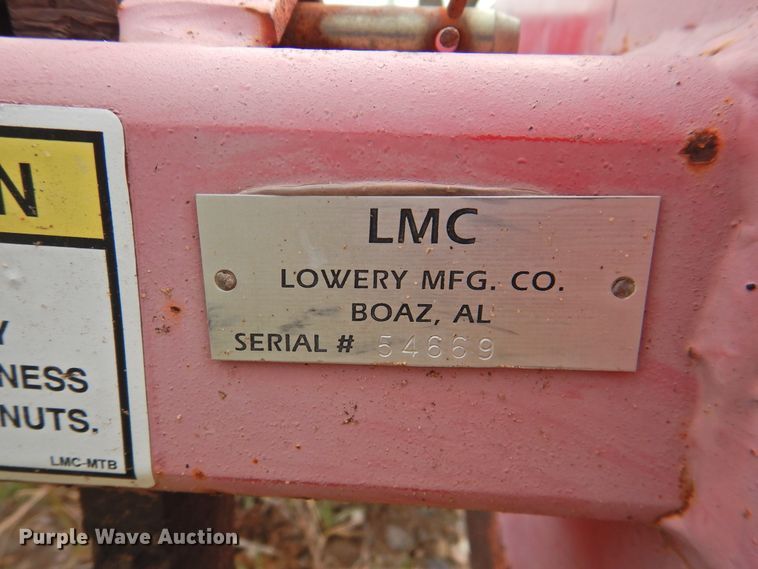 N
LMC
LOWERY MFG. CO.
BOAZ, AL
SERIAL # 54669
Y
NESS
NUTS.
LMC-MTB
Purple Wave Auction